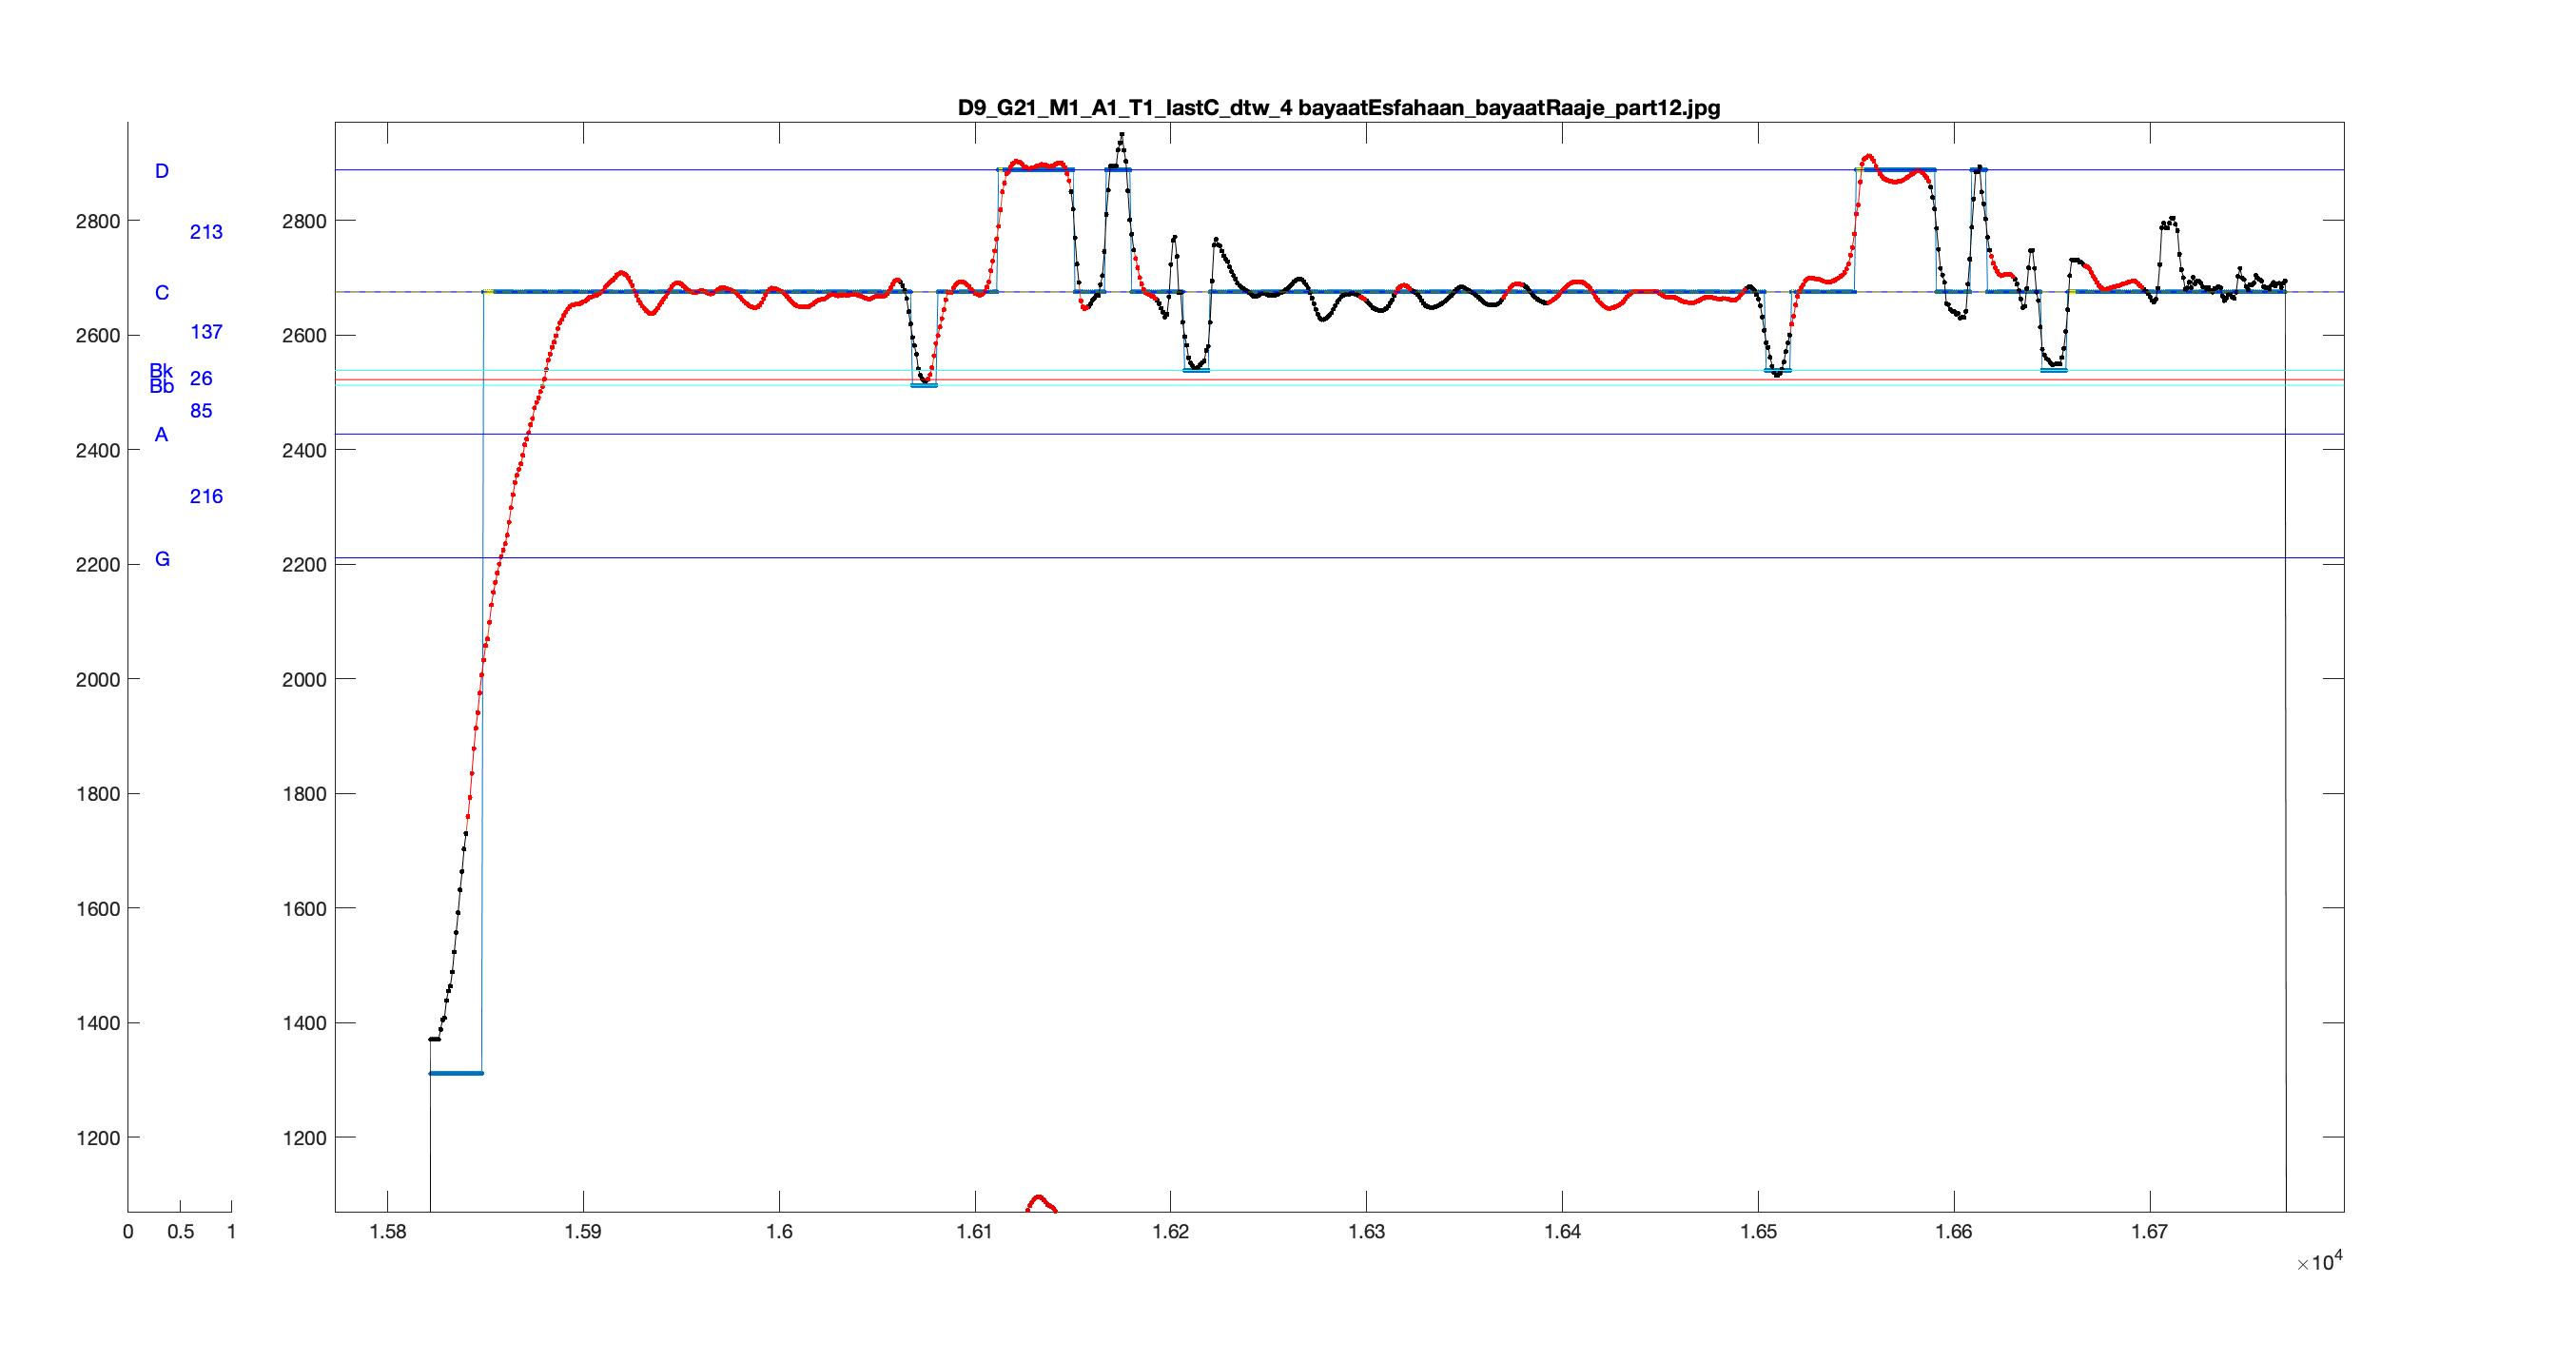 D9_G21_M1_A1_T1_lastC_dtw_4 bayaatEsfahaan_bayaatRaaje_part12.jpg
D
2800 213 2800
C
2600 137 2600
Bk 26
Bb
85
A
2400 2400
216
G
2200 2200
2000 2000
1800 1800
1600 1600
1400 1400
1200 1200
0 0.5 1 1.58 1.59 1.6 1.61 1.62 1.63 1.64 1.65 1.66 1.67
×10⁴